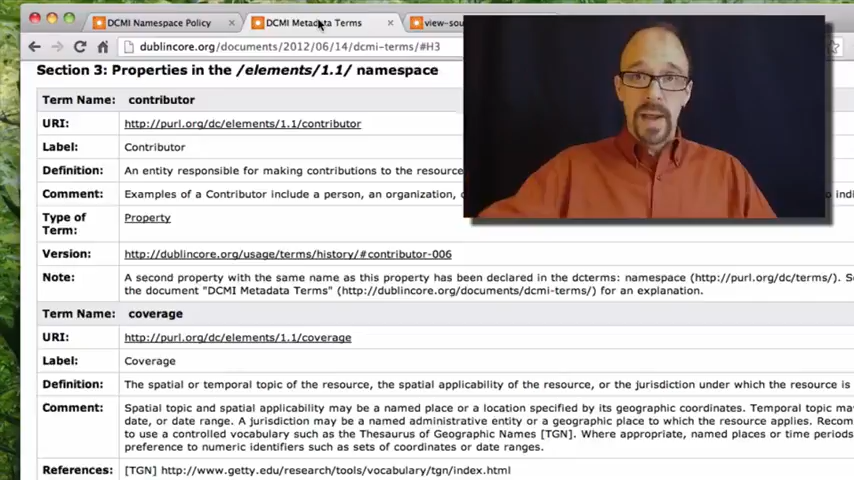 DCMI Namespace Policy
DCMI Metadata Terms
view-sou
dublincore.org/documents/2012/06/14/dcmi-terms/#H3
Section 3: Properties in the /elements/1.1/ namespace
Term Name: contributor
URI: http://purl.org/dc/elements/1.1/contributor
Label: Contributor
Definition: An entity responsible for making contributions to the resource
Comment: Examples of a Contributor include a person, an organization,
Type of Term: Property
Version: http://dublincore.org/usage/terms/history/#contributor-006
Note: A second property with the same name as this property has been declared in the dcterms: namespace (http://purl.org/dc/terms/). S
the document "DCMI Metadata Terms" (http://dublincore.org/documents/dcmi-terms/) for an explanation.
Term Name: coverage
URI: http://purl.org/dc/elements/1.1/coverage
Label: Coverage
Definition: The spatial or temporal topic of the resource, the spatial applicability of the resource, or the jurisdiction under which the resource is
Comment: Spatial topic and spatial applicability may be a named place or a location specified by its geographic coordinates. Temporal topic ma
date, or date range. A jurisdiction may be a named administrative entity or a geographic place to which the resource applies. Recom
to use a controlled vocabulary such as the Thesaurus of Geographic Names [TGN]. Where appropriate, named places or time periods
preference to numeric identifiers such as sets of coordinates or date ranges.
References: [TGN] http://www.getty.edu/research/tools/vocabulary/tgn/index.html